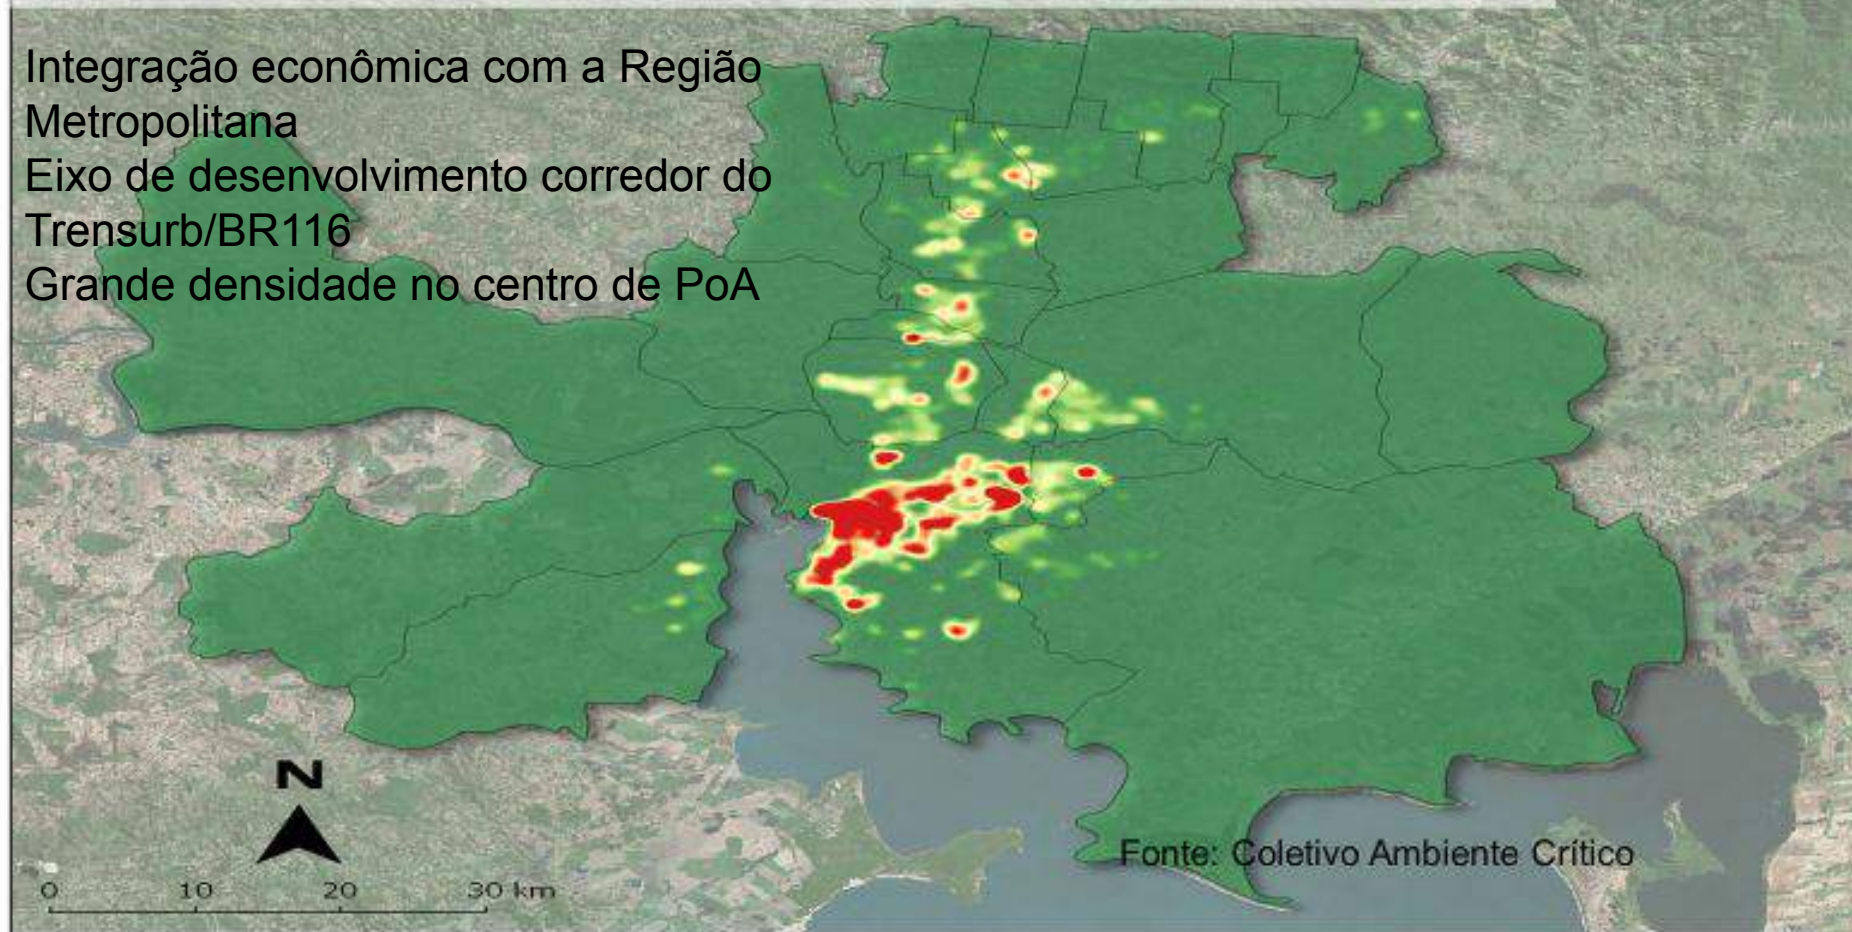 Integração econômica com a Região
Metropolitana
Eixo de desenvolvimento corredor do
Trensurb/BR116
Grande densidade no centro de PoA
N
0 10 20 30 km
Fonte: Coletivo Ambiente Crítico